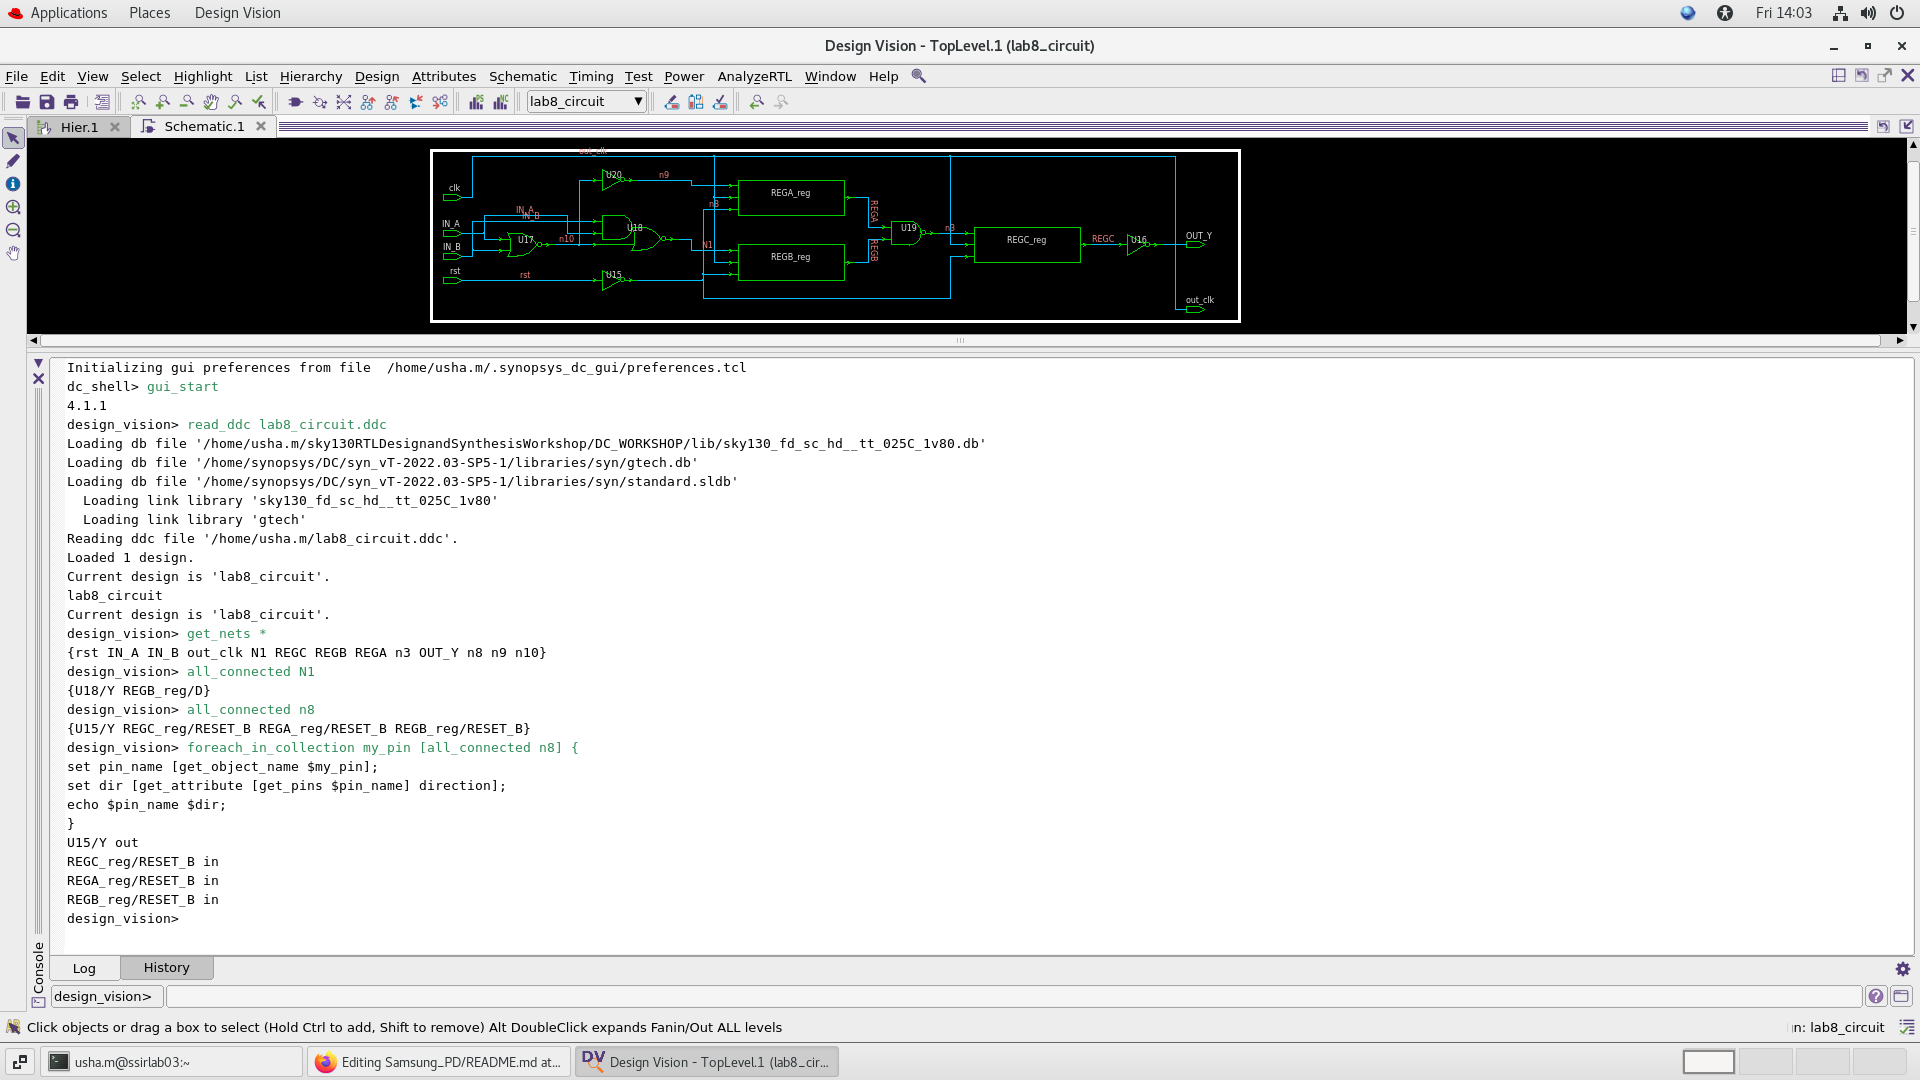 Applications Places Design Vision Fri 14:03
Design Vision - TopLevel.1 (lab8_circuit)
File Edit View Select Highlight List Hierarchy Design Attributes Schematic Timing Test Power AnalyzeRTL Window Help
lab8_circuit
Hier.1 Schematic.1
out_clk
clk U20 n9 REGA_reg
n8
IN_A IN_A IN_B U18 REGA U19 n3
U17 n10 REGC_reg REGC U16 OUT_Y
IN_B N1 REGB_reg REGB
rst rst U15
out_clk
Initializing gui preferences from file  /home/usha.m/.synopsys_dc_gui/preferences.tcl
dc_shell> gui_start
4.1.1
design_vision> read_ddc lab8_circuit.ddc
Loading db file '/home/usha.m/sky130RTLDesignandSynthesisWorkshop/DC_WORKSHOP/lib/sky130_fd_sc_hd__tt_025C_1v80.db'
Loading db file '/home/synopsys/DC/syn_vT-2022.03-SP5-1/libraries/syn/gtech.db'
Loading db file '/home/synopsys/DC/syn_vT-2022.03-SP5-1/libraries/syn/standard.sldb'
  Loading link library 'sky130_fd_sc_hd__tt_025C_1v80'
  Loading link library 'gtech'
Reading ddc file '/home/usha.m/lab8_circuit.ddc'.
Loaded 1 design.
Current design is 'lab8_circuit'.
lab8_circuit
Current design is 'lab8_circuit'.
design_vision> get_nets *
{rst IN_A IN_B out_clk N1 REGC REGB REGA n3 OUT_Y n8 n9 n10}
design_vision> all_connected N1
{U18/Y REGB_reg/D}
design_vision> all_connected n8
{U15/Y REGC_reg/RESET_B REGA_reg/RESET_B REGB_reg/RESET_B}
design_vision> foreach_in_collection my_pin [all_connected n8] {
set pin_name [get_object_name $my_pin];
set dir [get_attribute [get_pins $pin_name] direction];
echo $pin_name $dir;
}
U15/Y out
REGC_reg/RESET_B in
REGA_reg/RESET_B in
REGB_reg/RESET_B in
design_vision>
Console
Log History
design_vision>
Click objects or drag a box to select (Hold Ctrl to add, Shift to remove) Alt DoubleClick expands Fanin/Out ALL levels n: lab8_circuit
usha.m@ssirlab03:~ Editing Samsung_PD/README.md at... DV Design Vision - TopLevel.1 (lab8_cir...